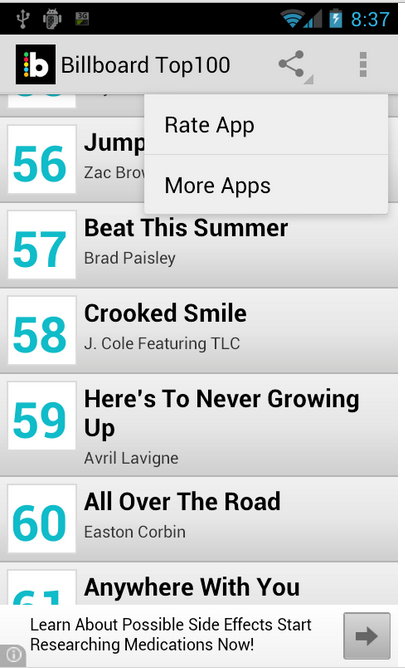 3G
8:37
b Billboard Top100
Rate App
More Apps
56
Jump
Zac Brow
57
Beat This Summer
Brad Paisley
58
Crooked Smile
J. Cole Featuring TLC
59
Here's To Never Growing
Up
Avril Lavigne
60
All Over The Road
Easton Corbin
61
Anywhere With You
Learn About Possible Side Effects Start
Researching Medications Now!